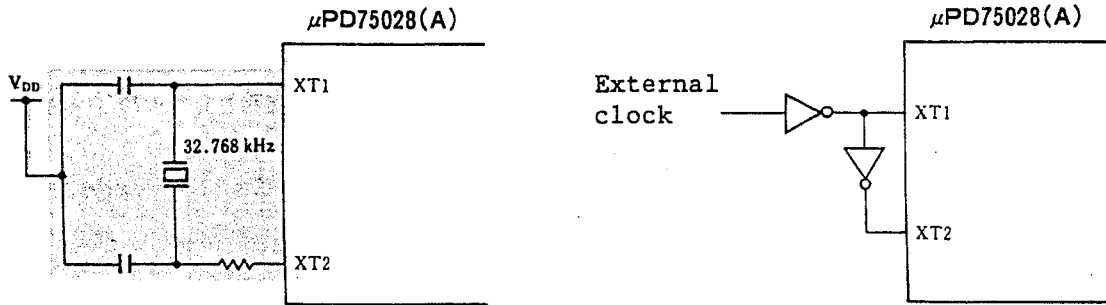 μPD75028(A)
VDD
XT1
32.768 kHz
XT2
μPD75028(A)
External
clock
XT1
XT2